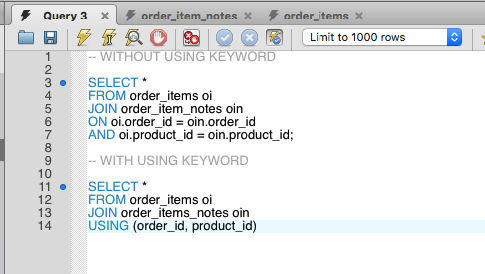 Query 3
order_item_notes
order_items
Limit to 1000 rows
1 -- WITHOUT USING KEYWORD
2
3 SELECT *
4 FROM order_items oi
5 JOIN order_item_notes oin
6 ON oi.order_id = oin.order_id
7 AND oi.product_id = oin.product_id;
8
9 -- WITH USING KEYWORD
10
11 SELECT *
12 FROM order_items oi
13 JOIN order_items_notes oin
14 USING (order_id, product_id)